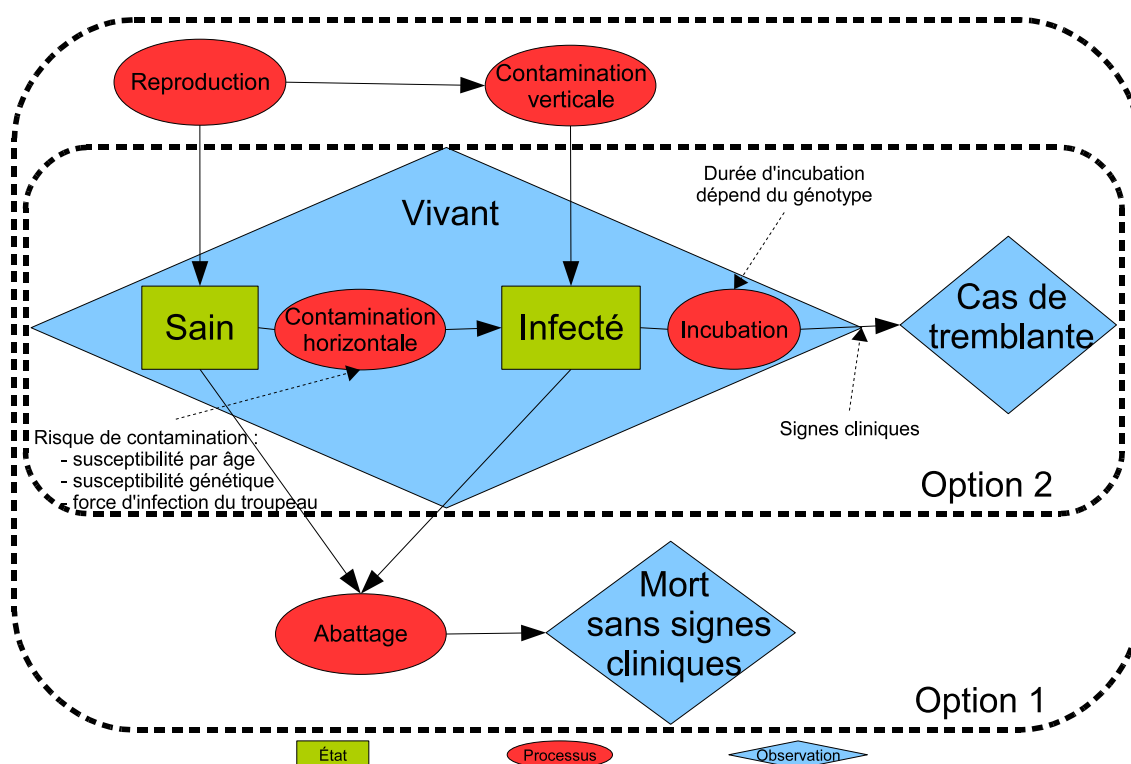 Reproduction
Contamination
verticale
Durée d'incubation
dépend du génotype
Vivant
Sain
Contamination
horizontale
Infecté
Incubation
Cas de
tremblante
Risque de contamination :
- susceptibilité par âge
- susceptibilité génétique
- force d'infection du troupeau
Signes cliniques
Option 2
Abattage
Mort
sans signes
cliniques
Option 1
État
Processus
Observation